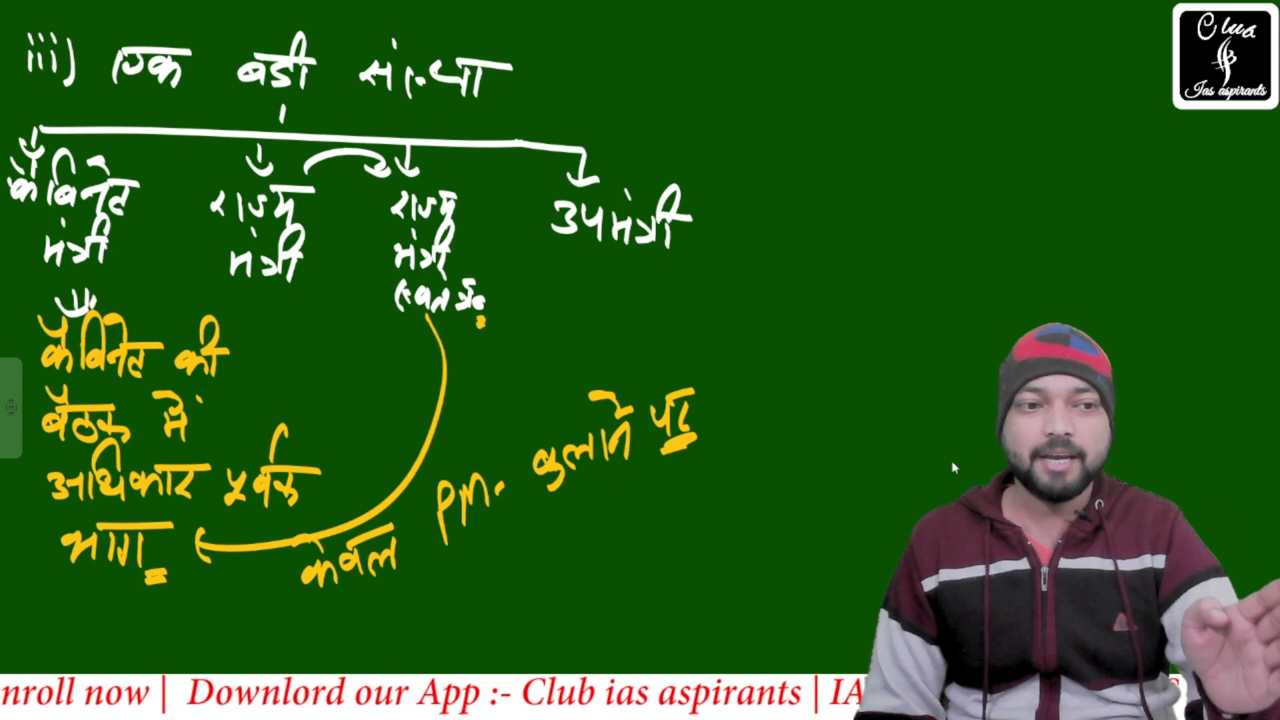 iii) एक बडी संस्था
कैबिनेट मंत्री
राज्य मंत्री
राज्य मंत्री
उपमंत्री
कैबिनेट की
बैठक में
अधिकार पूर्वक
भाग
केवल PM. बुलाने पर
Club
Ias aspirants
nroll now | Downlord our App :- Club ias aspirants | IA